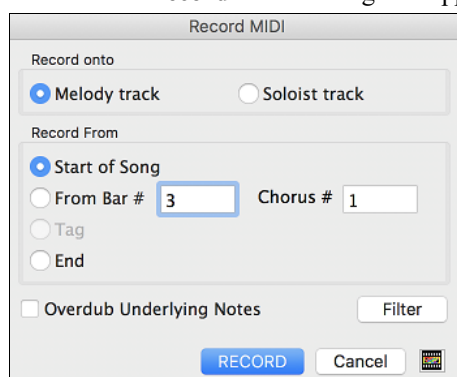 Record MIDI
Record onto
Melody track Soloist track
Record From
Start of Song
From Bar # 3 Chorus # 1
Tag
End
Overdub Underlying Notes Filter
RECORD Cancel